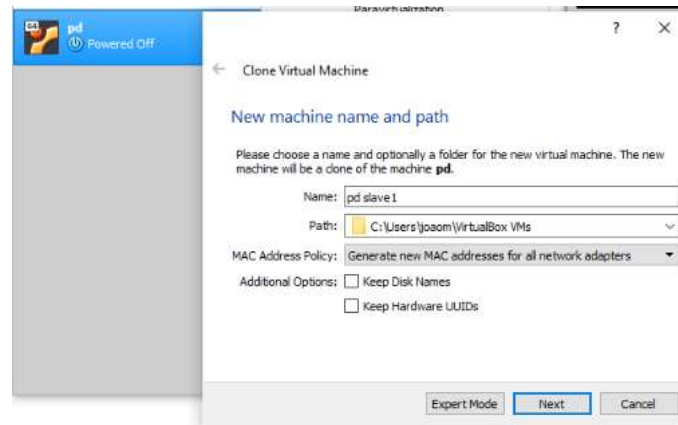 Paravirtualization
64
pd
Powered Off
?
Clone Virtual Machine
New machine name and path
Please choose a name and optionally a folder for the new virtual machine. The new
machine will be a clone of the machine pd.
Name: pd slave1
Path: C:\Users\joaom\VirtualBox VMs
MAC Address Policy: Generate new MAC addresses for all network adapters
Additional Options: Keep Disk Names
Keep Hardware UUIDs
Expert Mode Next Cancel